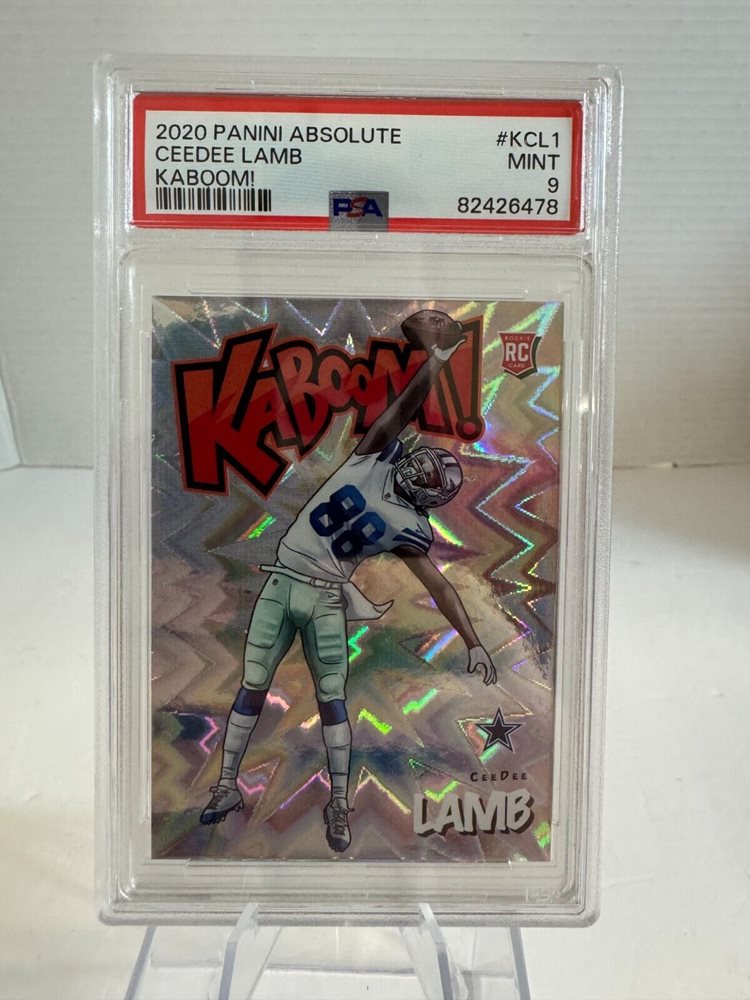 2020 PANINI ABSOLUTE #KCL1
CEEDEE LAMB MINT
KABOOM! 9
82426478
PSA
KABOOM!
ROOKIE
RC
CARD
88
CEEDEE
LAMB